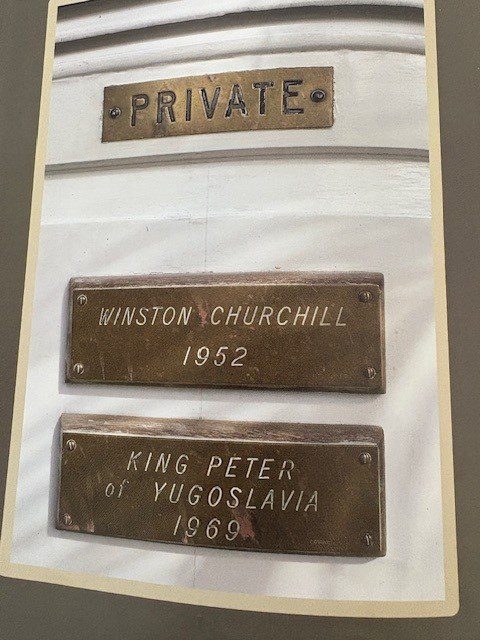 PRIVATE
WINSTON CHURCHILL
1952
KING PETER
of YUGOSLAVIA
1969